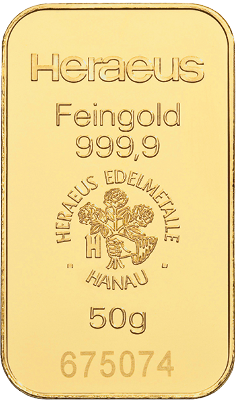 Heraeus
Feingold
999,9
HERAEUS EDELMETALLE
H
HANAU
50g
675074